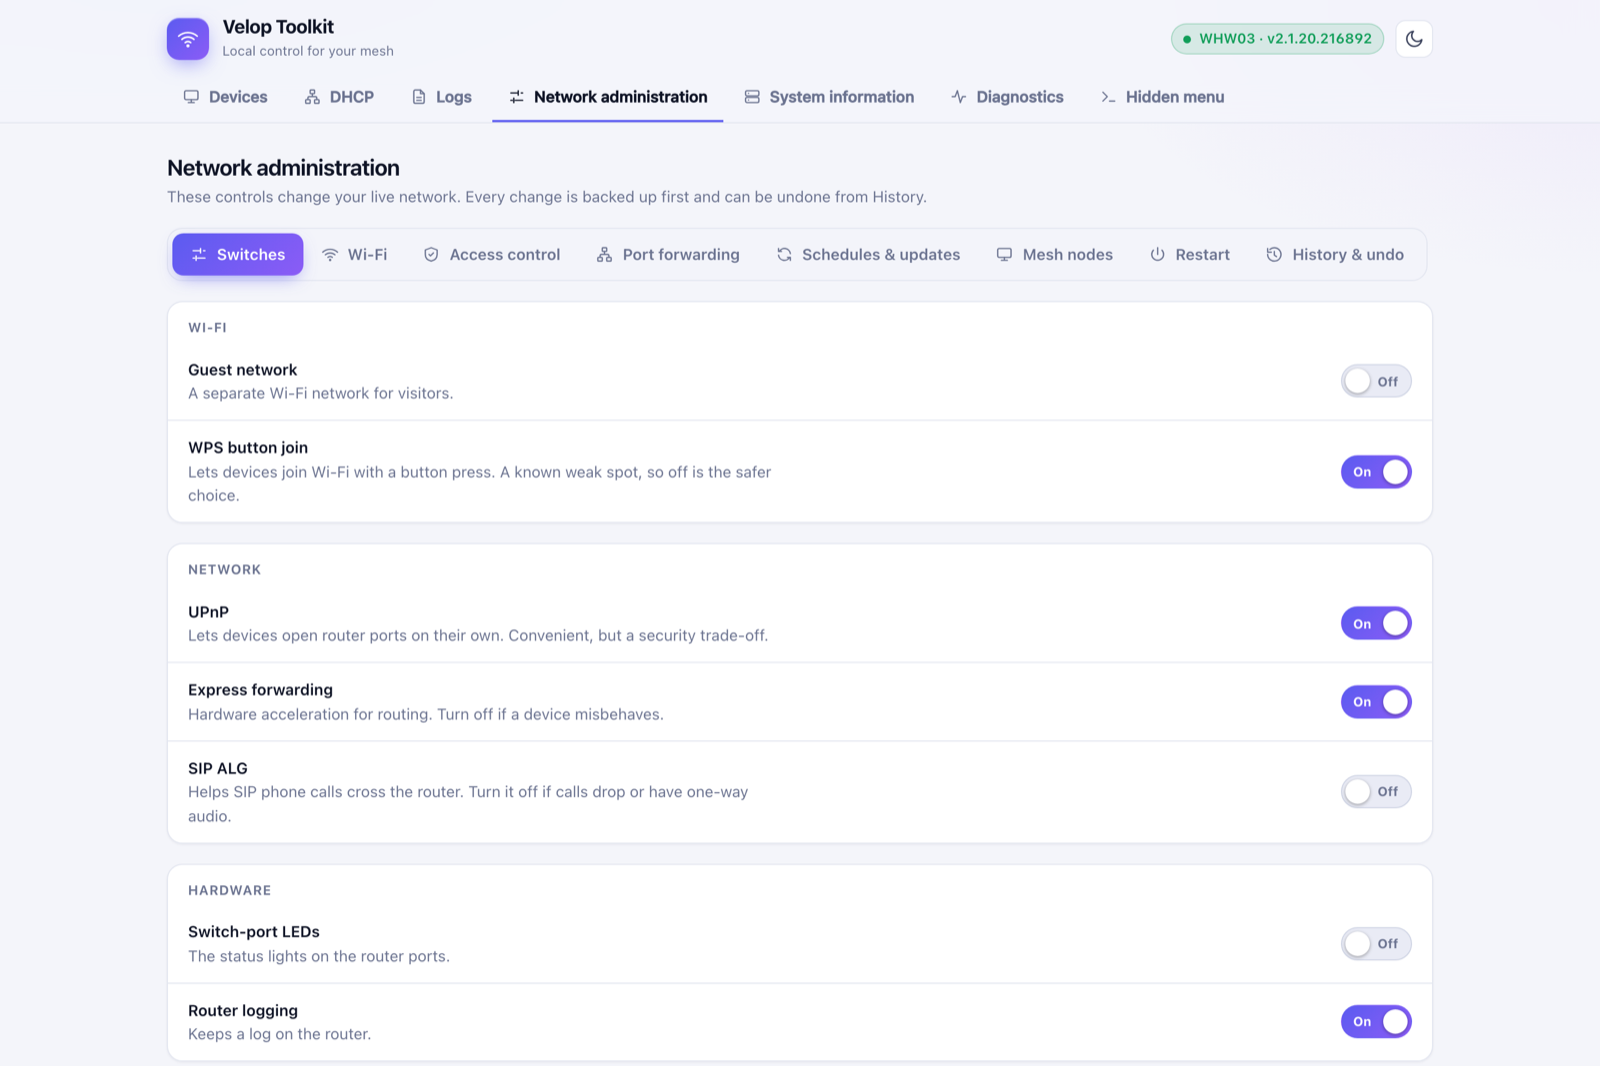 Velop Toolkit
Local control for your mesh
WHW03 · v2.1.20.216892
Devices
DHCP
Logs
Network administration
System information
Diagnostics
Hidden menu
Network administration
These controls change your live network. Every change is backed up first and can be undone from History.
Switches
Wi-Fi
Access control
Port forwarding
Schedules & updates
Mesh nodes
Restart
History & undo
WI-FI
Guest network
A separate Wi-Fi network for visitors.
Off
WPS button join
Lets devices join Wi-Fi with a button press. A known weak spot, so off is the safer
choice.
On
NETWORK
UPnP
Lets devices open router ports on their own. Convenient, but a security trade-off.
On
Express forwarding
Hardware acceleration for routing. Turn off if a device misbehaves.
On
SIP ALG
Helps SIP phone calls cross the router. Turn it off if calls drop or have one-way
audio.
Off
HARDWARE
Switch-port LEDs
The status lights on the router ports.
Off
Router logging
Keeps a log on the router.
On